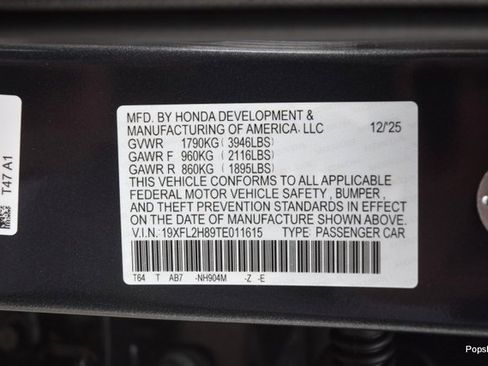 MFD. BY HONDA DEVELOPMENT &
MANUFACTURING OF AMERICA, LLC 12/'25
GVWR 1790KG (3946LBS)
GAWR F 960KG (2116LBS)
GAWR R 860KG (1895LBS)
THIS VEHICLE CONFORMS TO ALL APPLICABLE
FEDERAL MOTOR VEHICLE SAFETY , BUMPER,
AND THEFT PREVENTION STANDARDS IN EFFECT
ON THE DATE OF MANUFACTURE SHOWN ABOVE.
V.I.N: 19XFL2H89TE011615 TYPE: PASSENGER CAR
T64 T AB7 -NH904M -Z -E
T47 A1